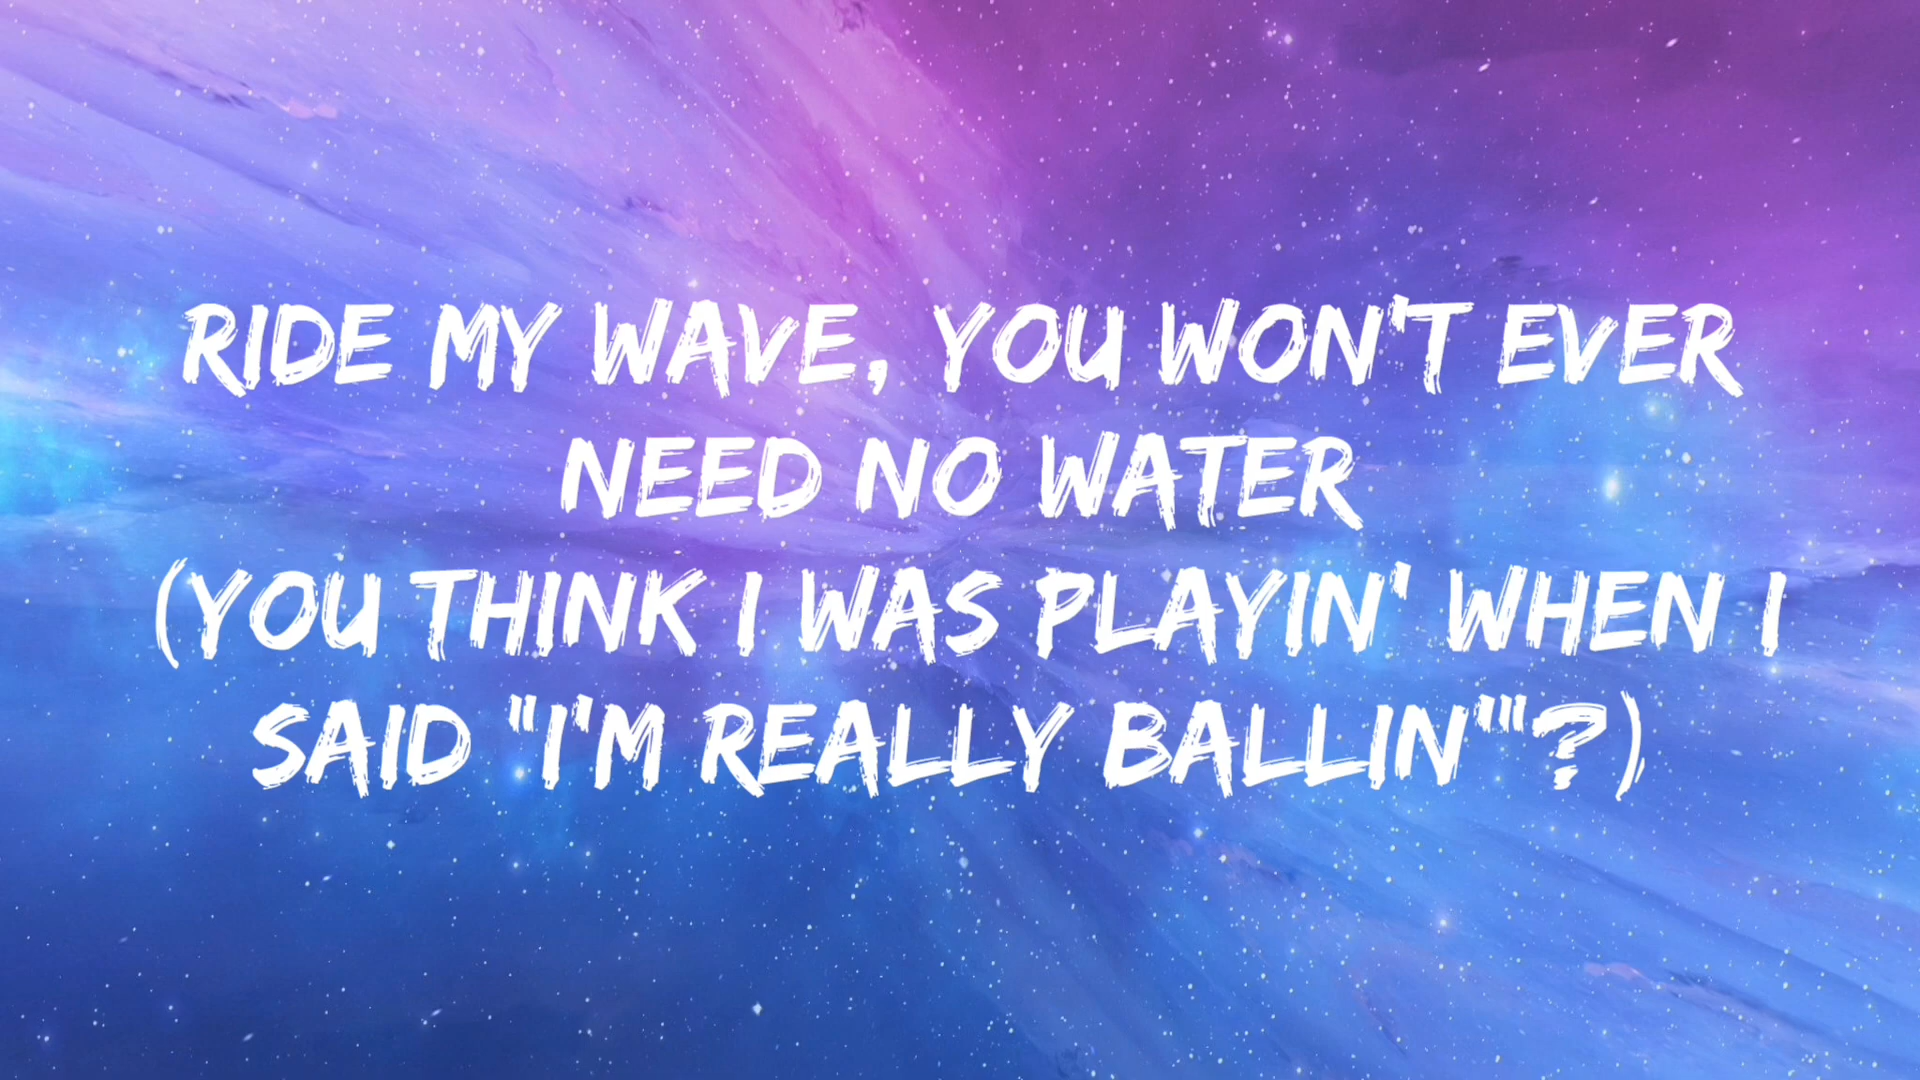 RIDE MY WAVE, YOU WON'T EVER
NEED NO WATER
(YOU THINK I WAS PLAYIN' WHEN I
SAID "I'M REALLY BALLIN'"?)